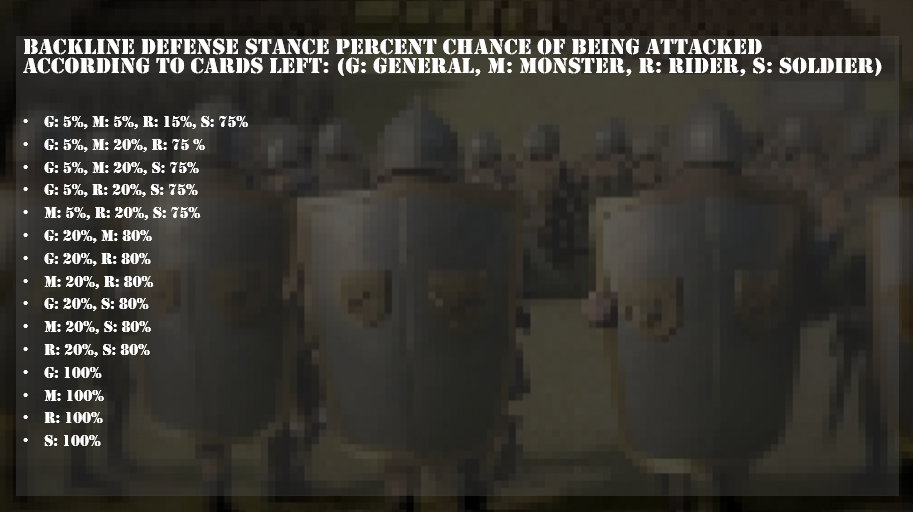 BACKLINE DEFENSE STANCE PERCENT CHANCE OF BEING ATTACKED
ACCORDING TO CARDS LEFT: (G: GENERAL, M: MONSTER, R: RIDER, S: SOLDIER)
• G: 5%, M: 5%, R: 15%, S: 75%
• G: 5%, M: 20%, R: 75 %
• G: 5%, M: 20%, S: 75%
• G: 5%, R: 20%, S: 75%
• M: 5%, R: 20%, S: 75%
• G: 20%, M: 80%
• G: 20%, R: 80%
• M: 20%, R: 80%
• G: 20%, S: 80%
• M: 20%, S: 80%
• R: 20%, S: 80%
• G: 100%
• M: 100%
• R: 100%
• S: 100%